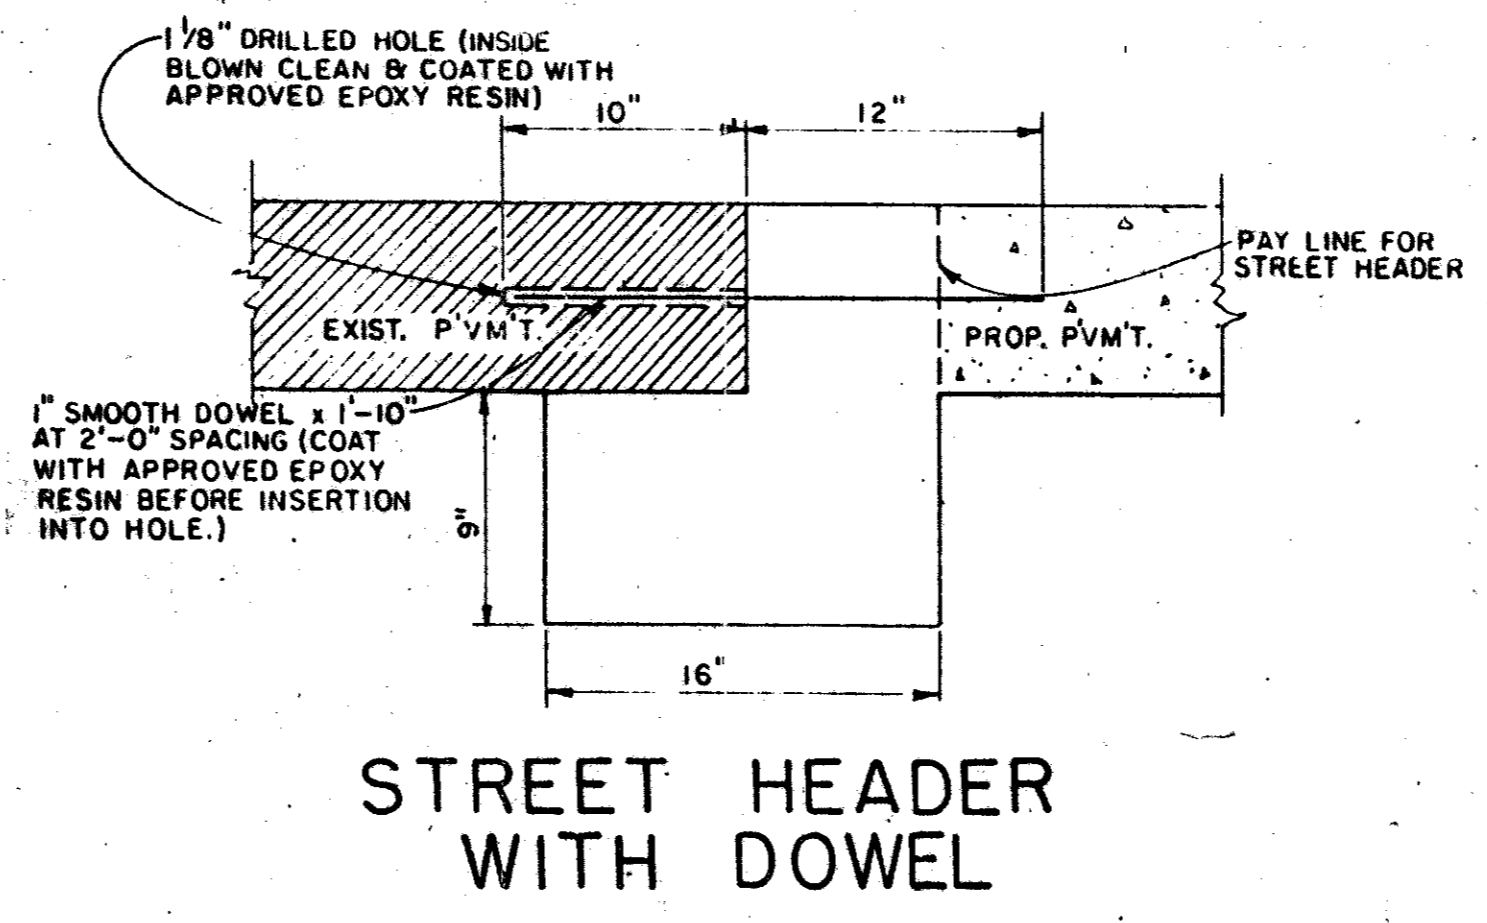 1 1/8" DRILLED HOLE (INSIDE
BLOWN CLEAN & COATED WITH
APPROVED EPOXY RESIN)
10"
12"
PAY LINE FOR
STREET HEADER
EXIST. P'VM'T.
PROP. P'VM'T.
1" SMOOTH DOWEL x 1'-10"
AT 2'-0" SPACING (COAT
WITH APPROVED EPOXY
RESIN BEFORE INSERTION
INTO HOLE.)
9"
16"
STREET HEADER
WITH DOWEL